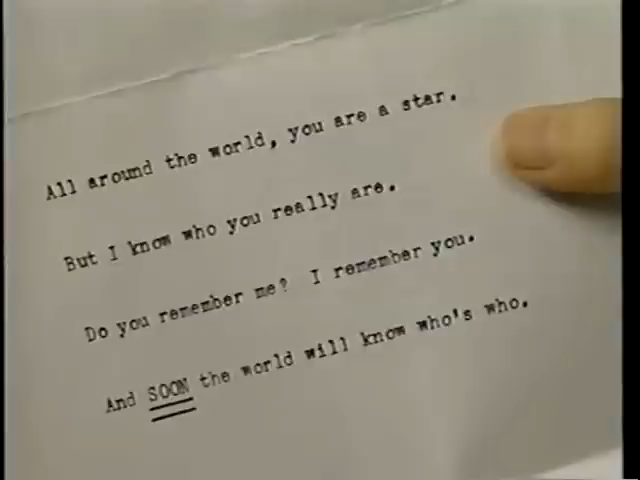 All around the world, you are a star.
But I know who you really are.
Do you remember me? I remember you.
And SOON the world will know who's who.